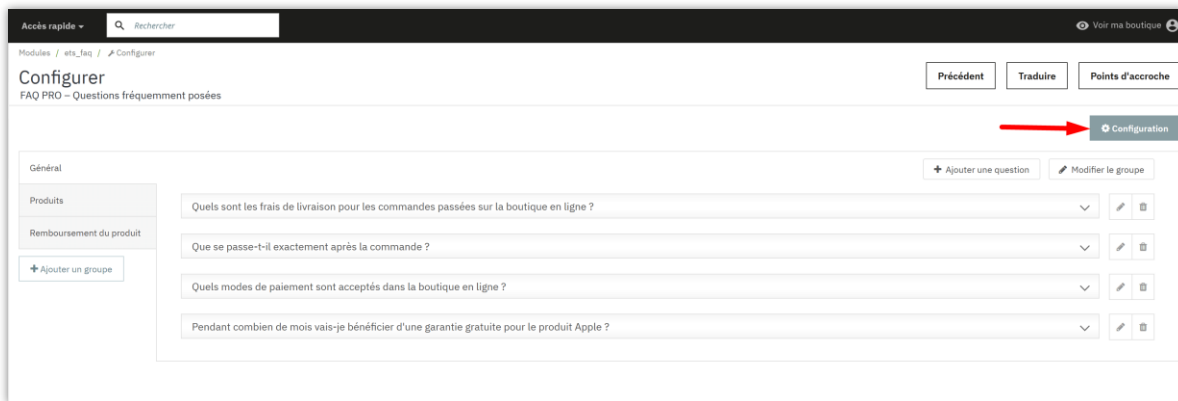 Accès rapide
Rechercher
Voir ma boutique
Modules / ets_faq / Configurer
Configurer
FAQ PRO – Questions fréquemment posées
Précédent
Traduire
Points d'accroche
Configuration
Général
Ajouter une question
Modifier le groupe
Produits
Quels sont les frais de livraison pour les commandes passées sur la boutique en ligne ?
Remboursement du produit
Que se passe-t-il exactement après la commande ?
Ajouter un groupe
Quels modes de paiement sont acceptés dans la boutique en ligne ?
Pendant combien de mois vais-je bénéficier d'une garantie gratuite pour le produit Apple ?